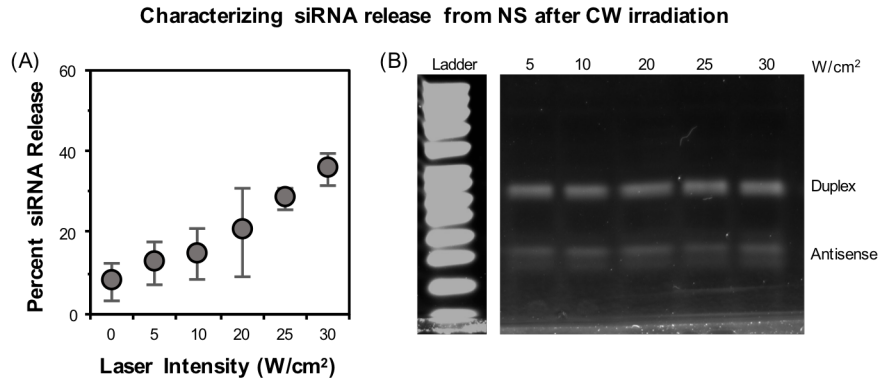 Characterizing siRNA release from NS after CW irradiation
(A)
60
40
20
0
Percent siRNA Release
0 5 10 20 25 30
Laser Intensity (W/cm²)
(B)
Ladder 5 10 20 25 30 W/cm²
Duplex
Antisense